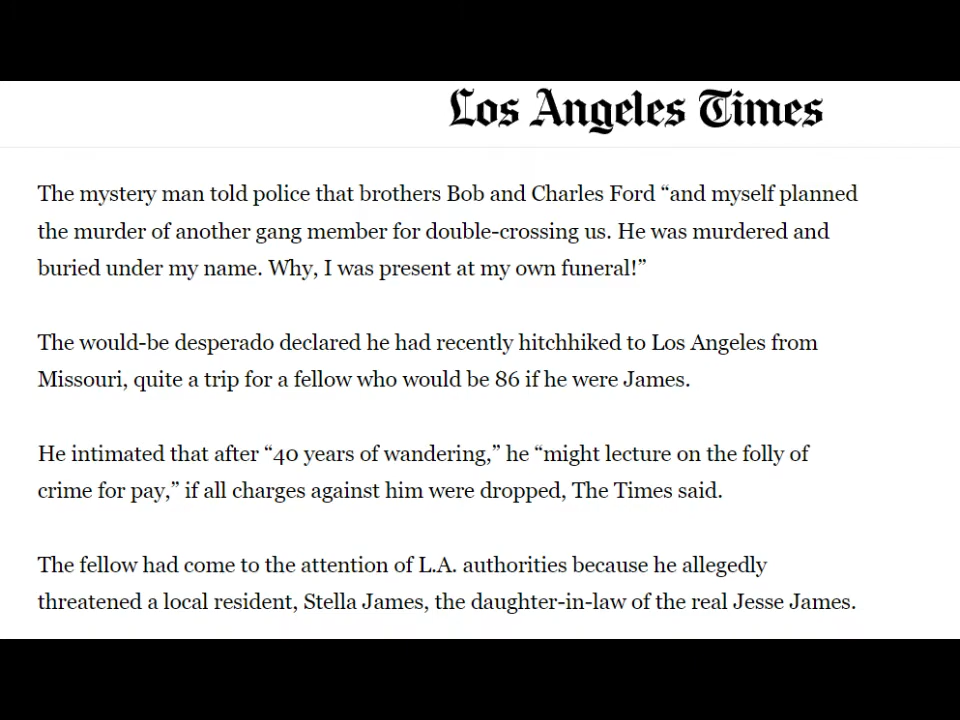 Los Angeles Times
The mystery man told police that brothers Bob and Charles Ford “and myself planned
the murder of another gang member for double-crossing us. He was murdered and
buried under my name. Why, I was present at my own funeral!”
The would-be desperado declared he had recently hitchhiked to Los Angeles from
Missouri, quite a trip for a fellow who would be 86 if he were James.
He intimated that after “40 years of wandering,” he “might lecture on the folly of
crime for pay,” if all charges against him were dropped, The Times said.
The fellow had come to the attention of L.A. authorities because he allegedly
threatened a local resident, Stella James, the daughter-in-law of the real Jesse James.